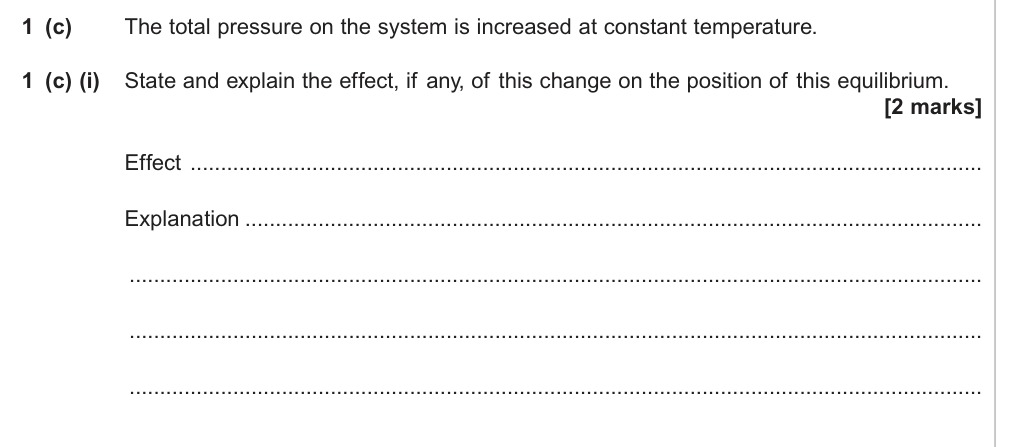 1 (c) The total pressure on the system is increased at constant temperature.
1 (c) (i) State and explain the effect, if any, of this change on the position of this equilibrium.
[2 marks]
Effect ....................................................................................................................................
Explanation ..........................................................................................................................
..............................................................................................................................................
..............................................................................................................................................
..............................................................................................................................................